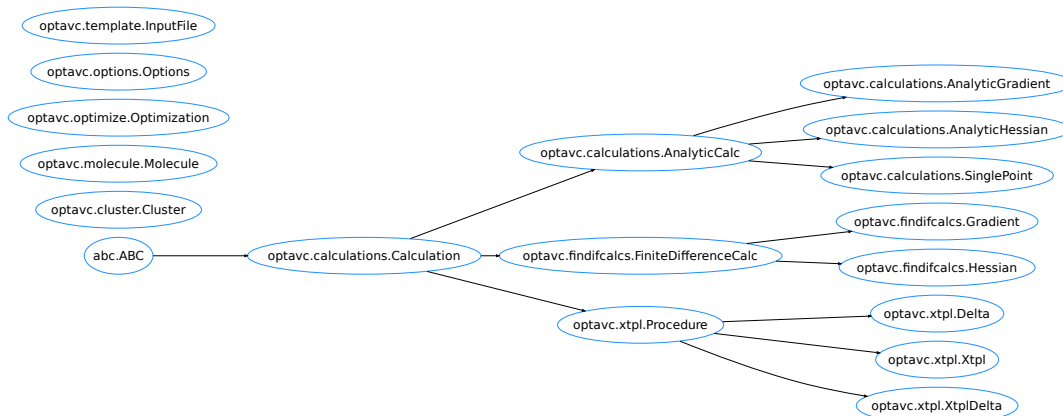 optavc.template.InputFile
optavc.options.Options
optavc.optimize.Optimization
optavc.molecule.Molecule
optavc.cluster.Cluster
abc.ABC
optavc.calculations.Calculation
optavc.calculations.AnalyticCalc
optavc.findifcalcs.FiniteDifferenceCalc
optavc.xtpl.Procedure
optavc.calculations.AnalyticGradient
optavc.calculations.AnalyticHessian
optavc.calculations.SinglePoint
optavc.findifcalcs.Gradient
optavc.findifcalcs.Hessian
optavc.xtpl.Delta
optavc.xtpl.Xtpl
optavc.xtpl.XtplDelta